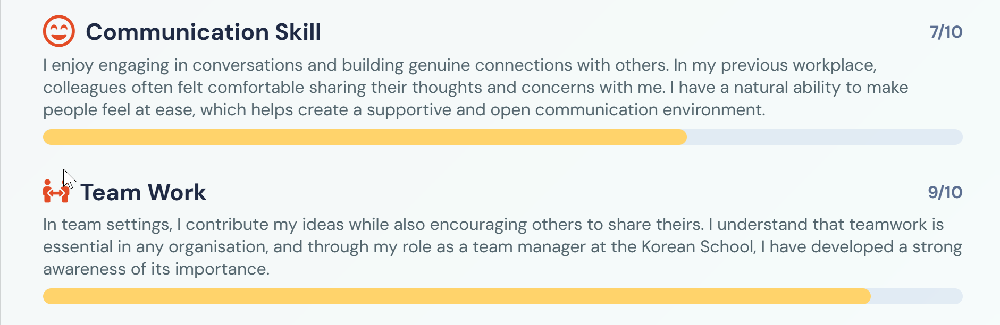 Communication Skill
7/10
I enjoy engaging in conversations and building genuine connections with others. In my previous workplace,
colleagues often felt comfortable sharing their thoughts and concerns with me. I have a natural ability to make
people feel at ease, which helps create a supportive and open communication environment.
Team Work
9/10
In team settings, I contribute my ideas while also encouraging others to share theirs. I understand that teamwork is
essential in any organisation, and through my role as a team manager at the Korean School, I have developed a strong
awareness of its importance.